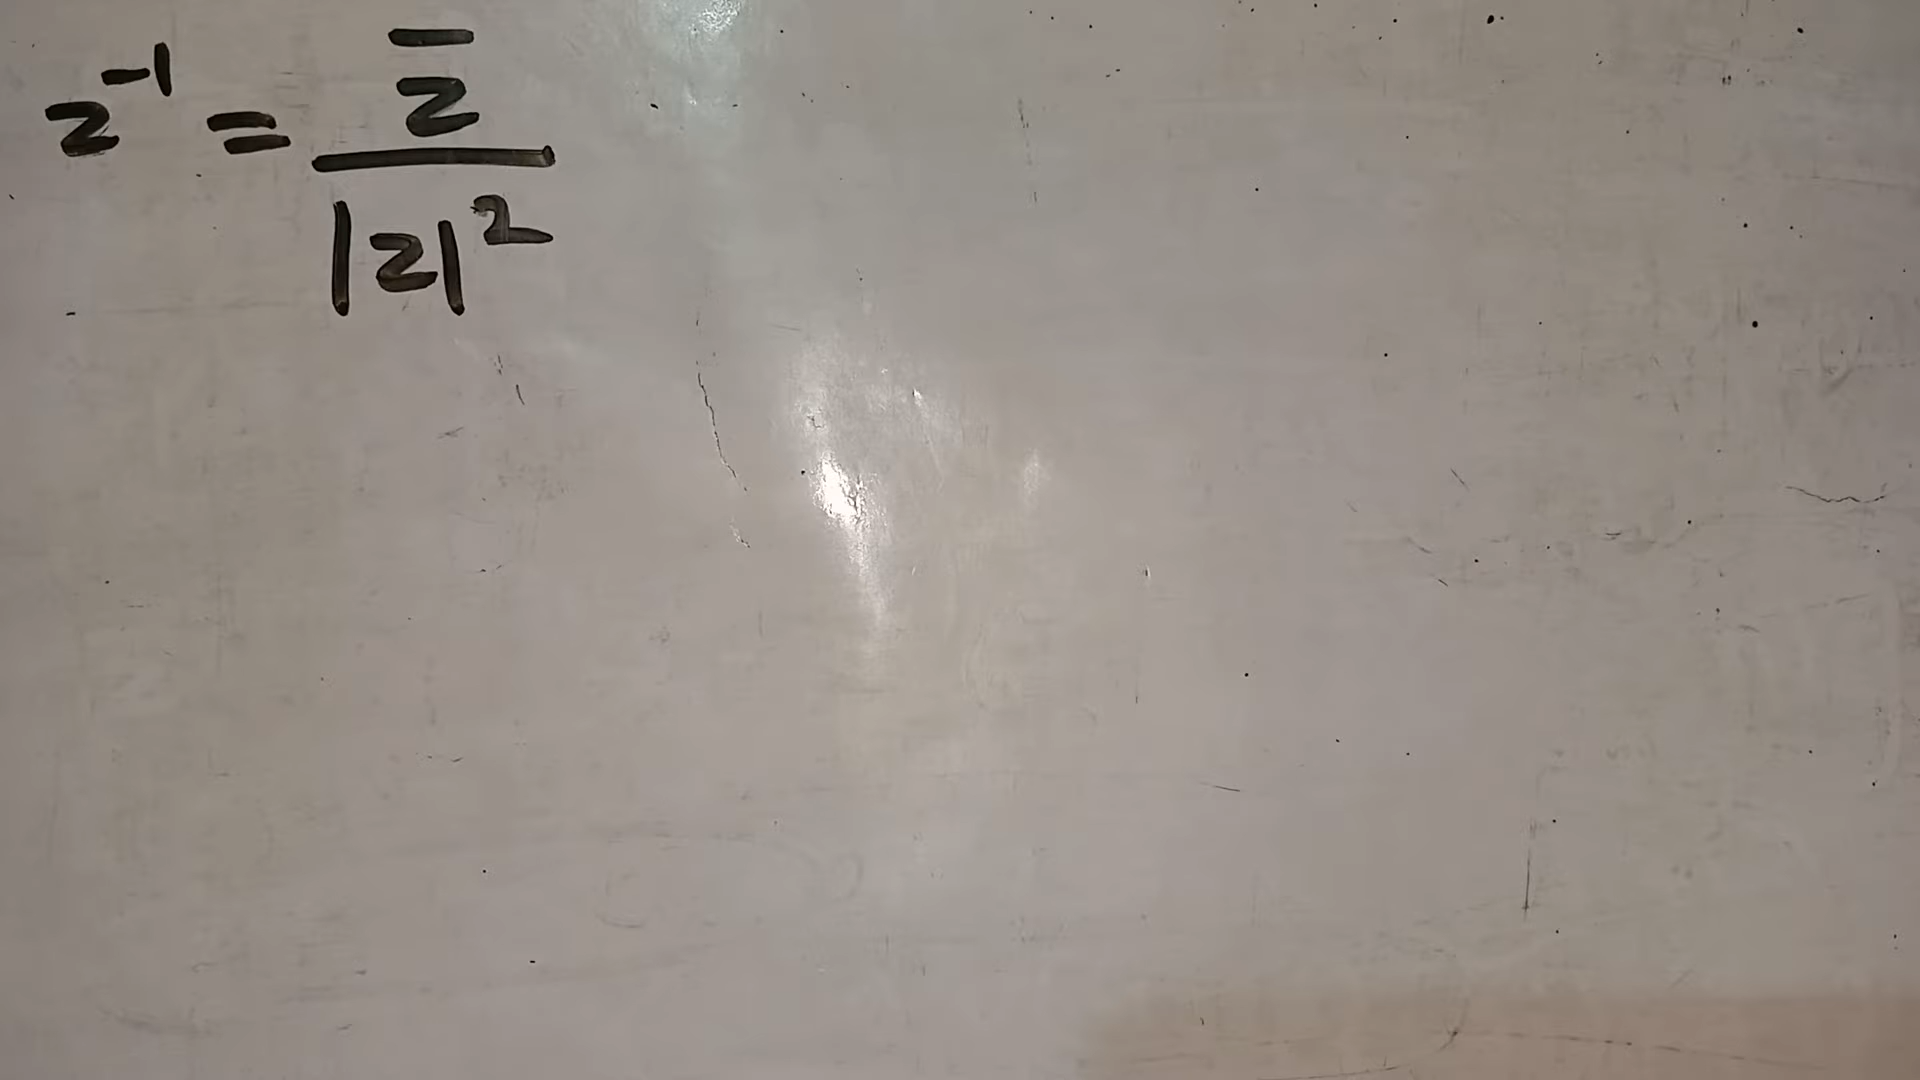 z⁻¹ = z̄ / |z|²